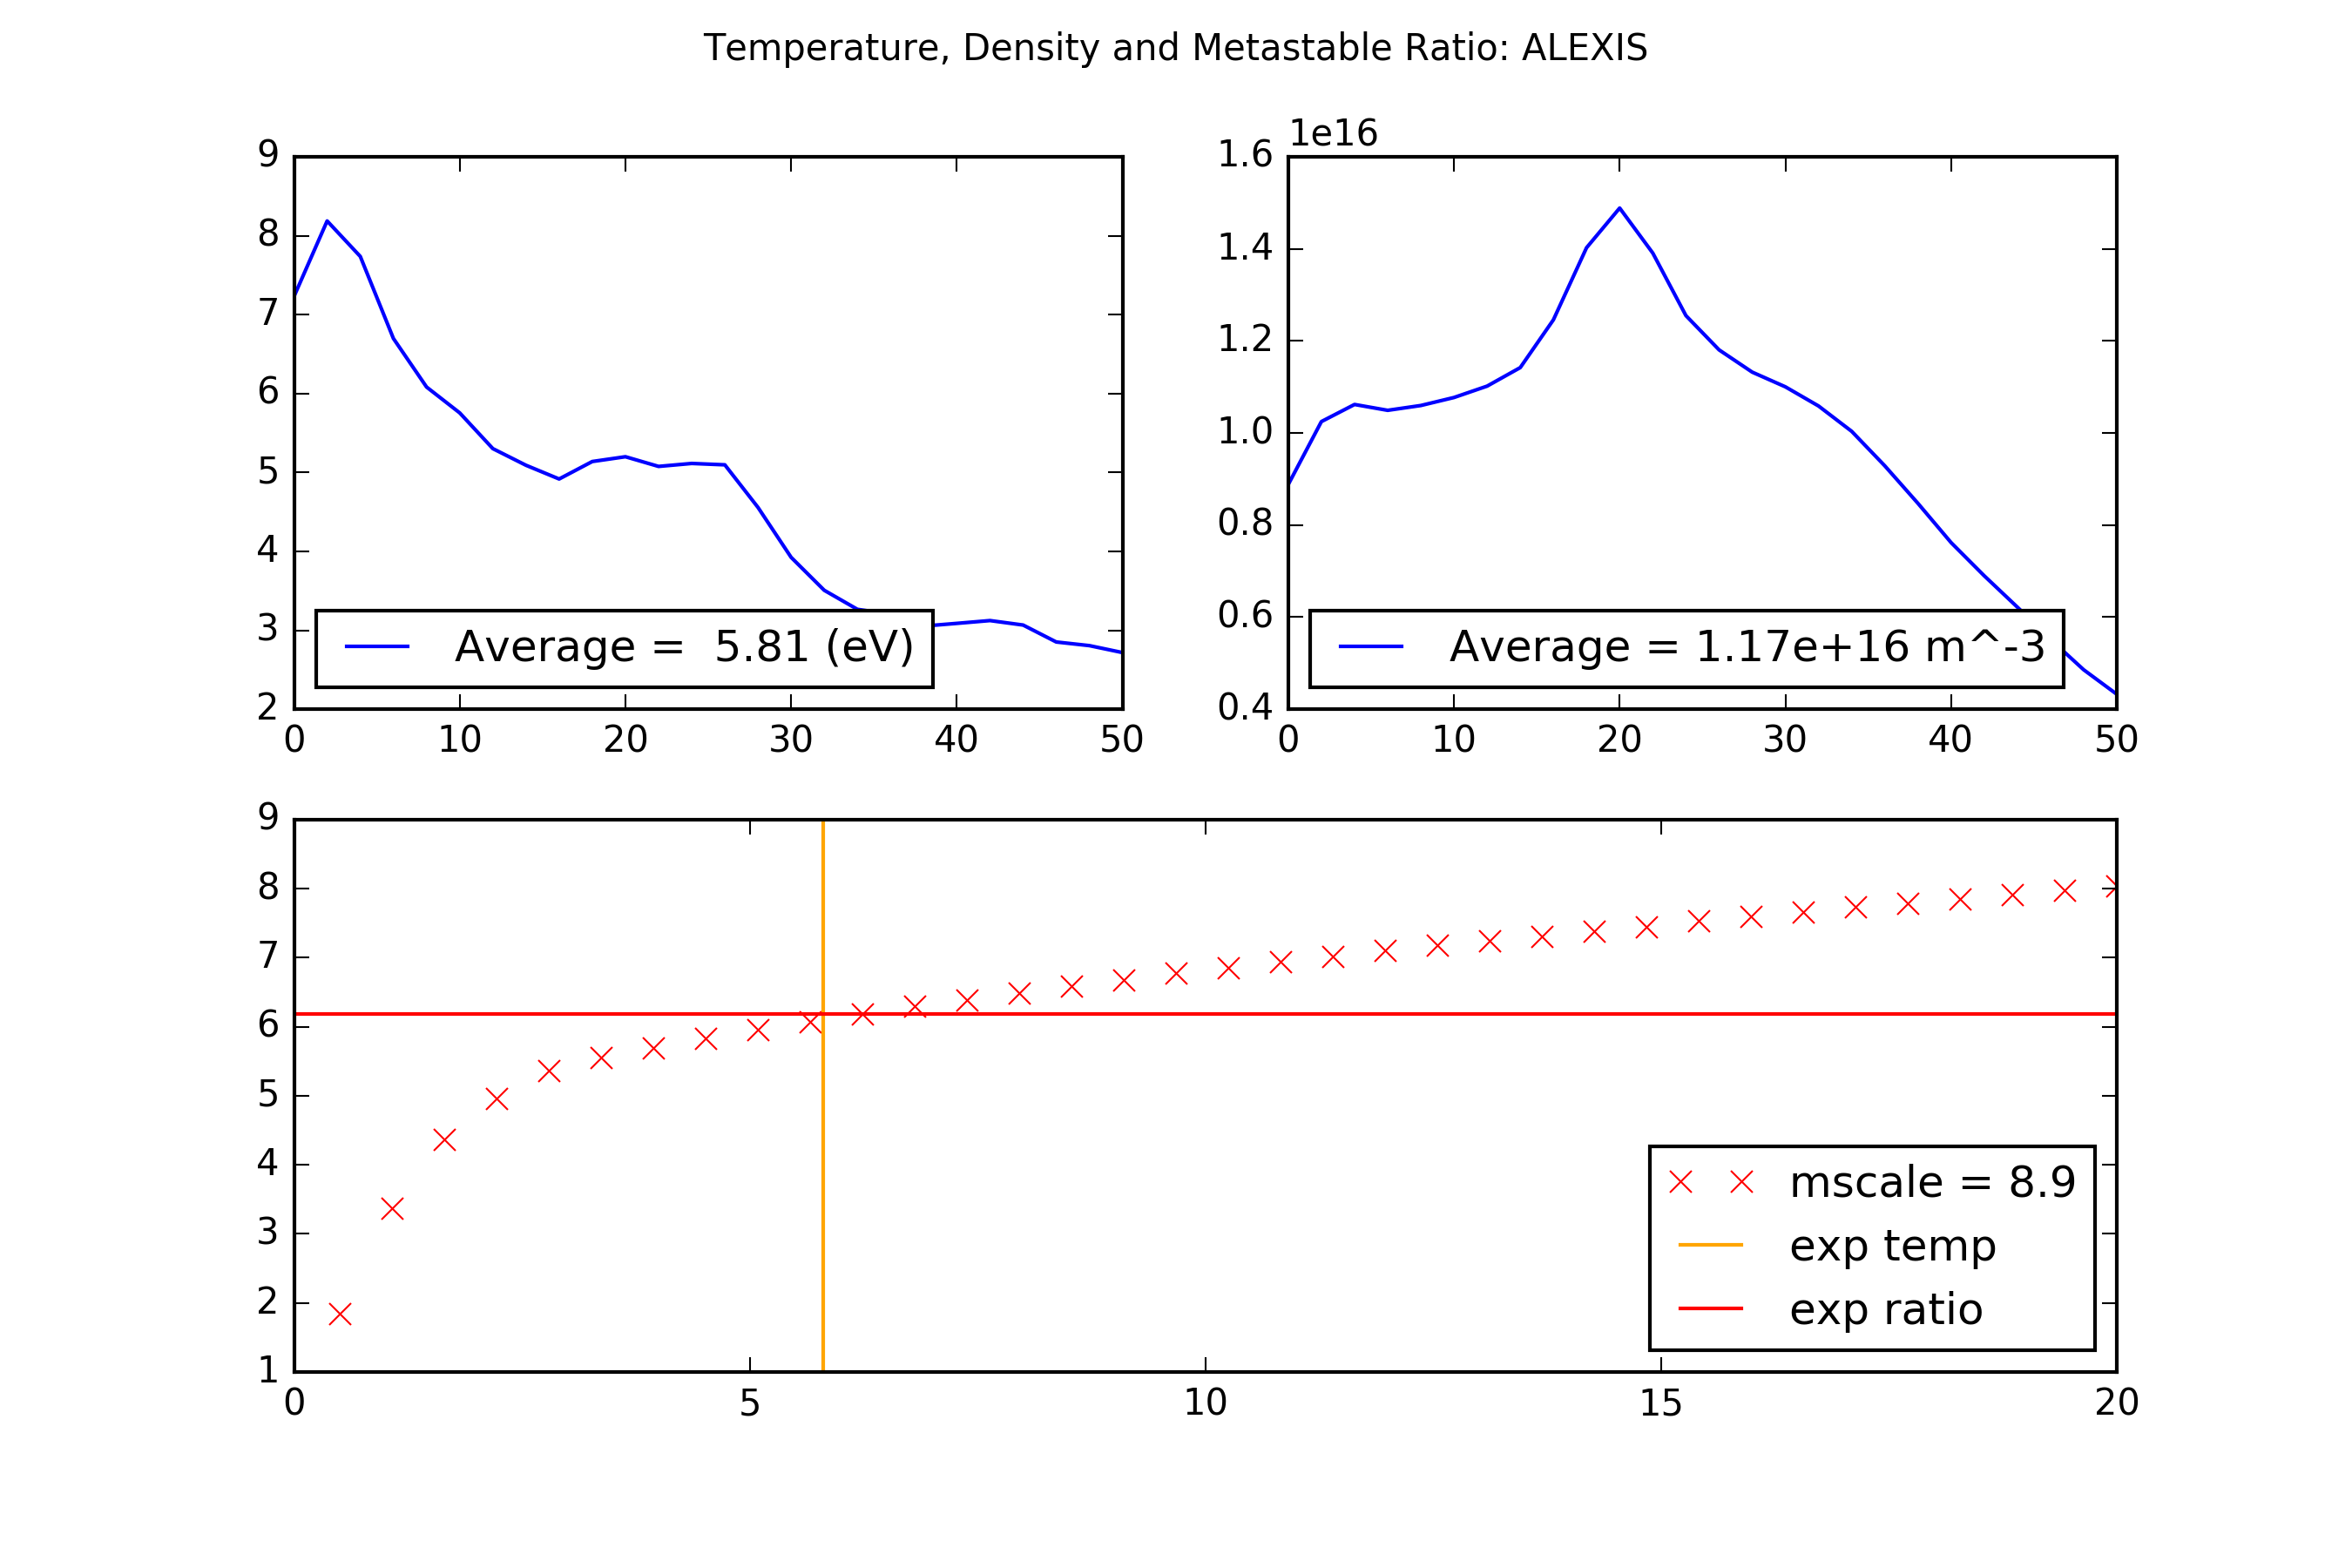 Temperature, Density and Metastable Ratio: ALEXIS
9
8
7
6
5
4
3
2
0 10 20 30 40 50
Average =  5.81 (eV)
1e16
1.6
1.4
1.2
1.0
0.8
0.6
0.4
0 10 20 30 40 50
Average = 1.17e+16 m^-3
9
8
7
6
5
4
3
2
1
0 5 10 15 20
mscale = 8.9
exp temp
exp ratio